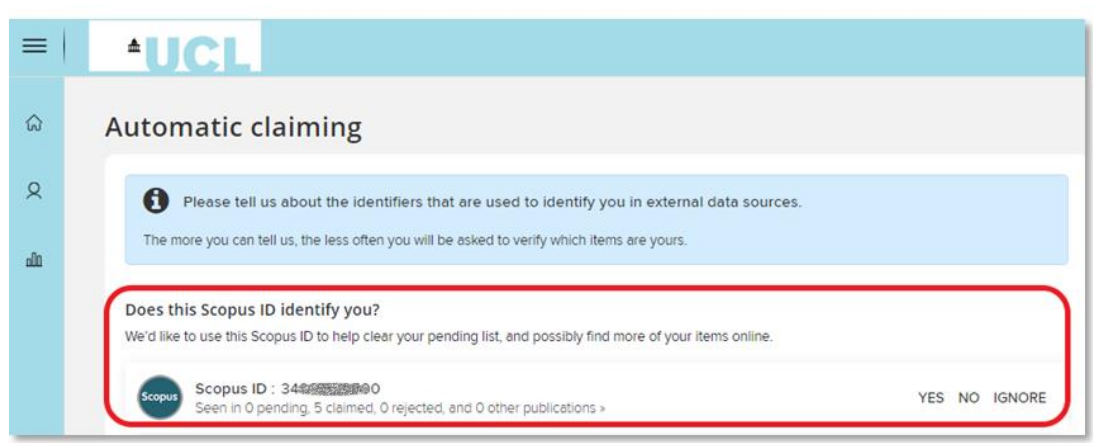 UCL
Automatic claiming
Please tell us about the identifiers that are used to identify you in external data sources.
The more you can tell us, the less often you will be asked to verify which items are yours.
Does this Scopus ID identify you?
We'd like to use this Scopus ID to help clear your pending list, and possibly find more of your items online.
Scopus
Scopus ID :
Seen in 0 pending, 5 claimed, 0 rejected, and 0 other publications »
YES NO IGNORE